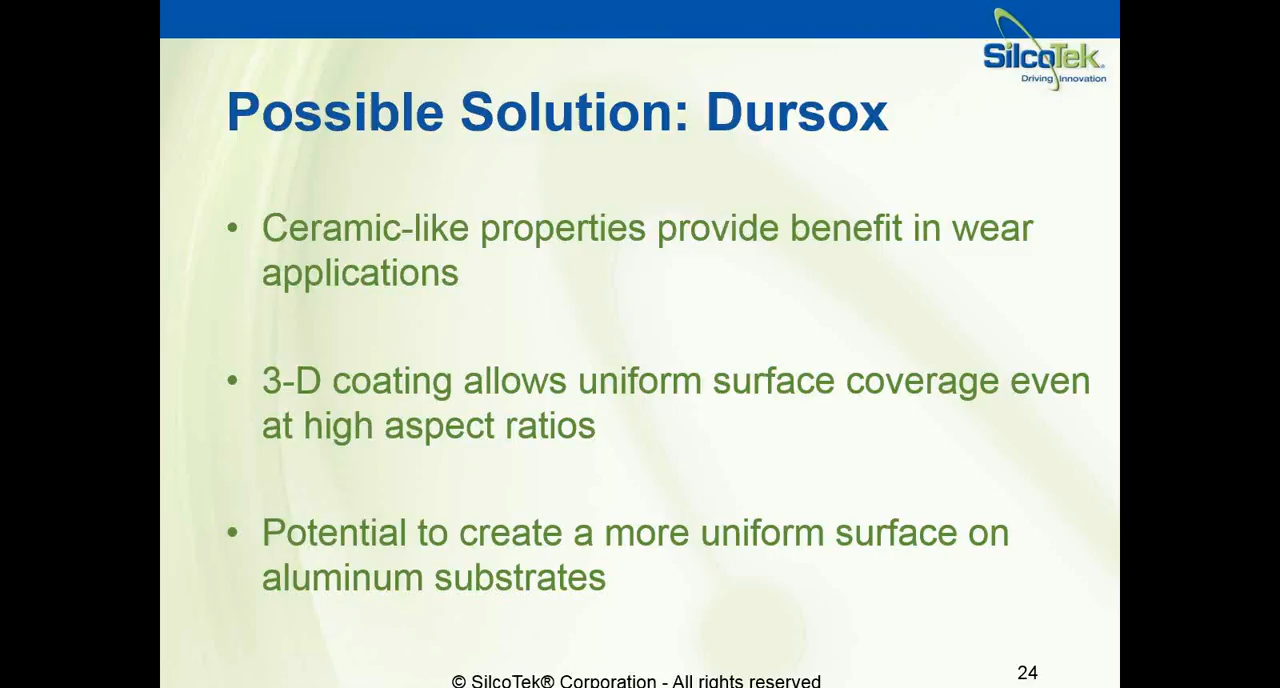 SilcoTek®
Driving Innovation
Possible Solution: Dursox
• Ceramic-like properties provide benefit in wear
applications
• 3-D coating allows uniform surface coverage even
at high aspect ratios
• Potential to create a more uniform surface on
aluminum substrates
24
© SilcoTek® Corporation - All rights reserved